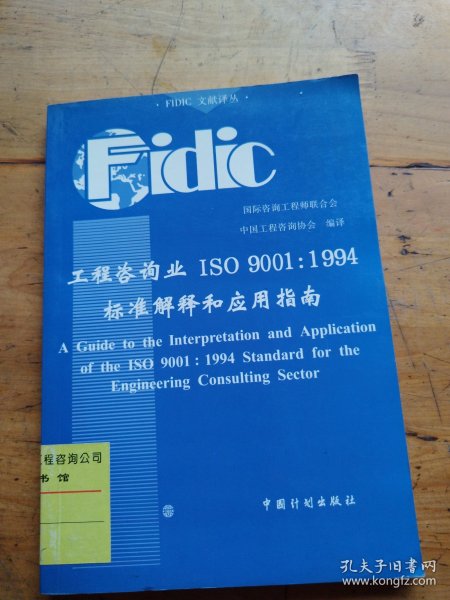 · FIDIC 文献译丛 ·
Fidic
国际咨询工程师联合会
中国工程咨询协会 编译
工程咨询业 ISO 9001:1994
标准解释和应用指南
A Guide to the Interpretation and Application
of the ISO 9001 : 1994 Standard for the
Engineering Consulting Sector
程咨询公司
书 馆
中国计划出版社
孔夫子旧书网
www.kongfz.com